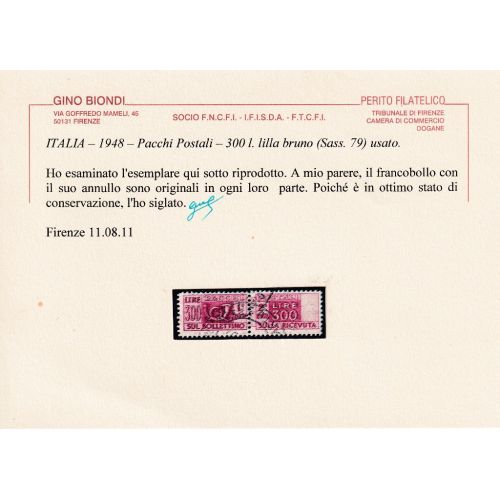 GINO BIONDI
VIA GOFFREDO MAMELI, 45
50131 FIRENZE
SOCIO F.N.C.F.I. - I.F.I.S.D.A. - F.T.C.F.I.
PERITO FILATELICO
TRIBUNALE DI FIRENZE
CAMERA DI COMMERCIO
DOGANE
ITALIA – 1948 – Pacchi Postali – 300 l. lilla bruno (Sass. 79) usato.
Ho esaminato l'esemplare qui sotto riprodotto. A mio parere, il francobollo con
il suo annullo sono originali in ogni loro parte. Poiché è in ottimo stato di
conservazione, l'ho siglato.
Firenze 11.08.11
LIRE
300
SUL BOLLETTINO
LIRE
300
SULLA RICEVUTA